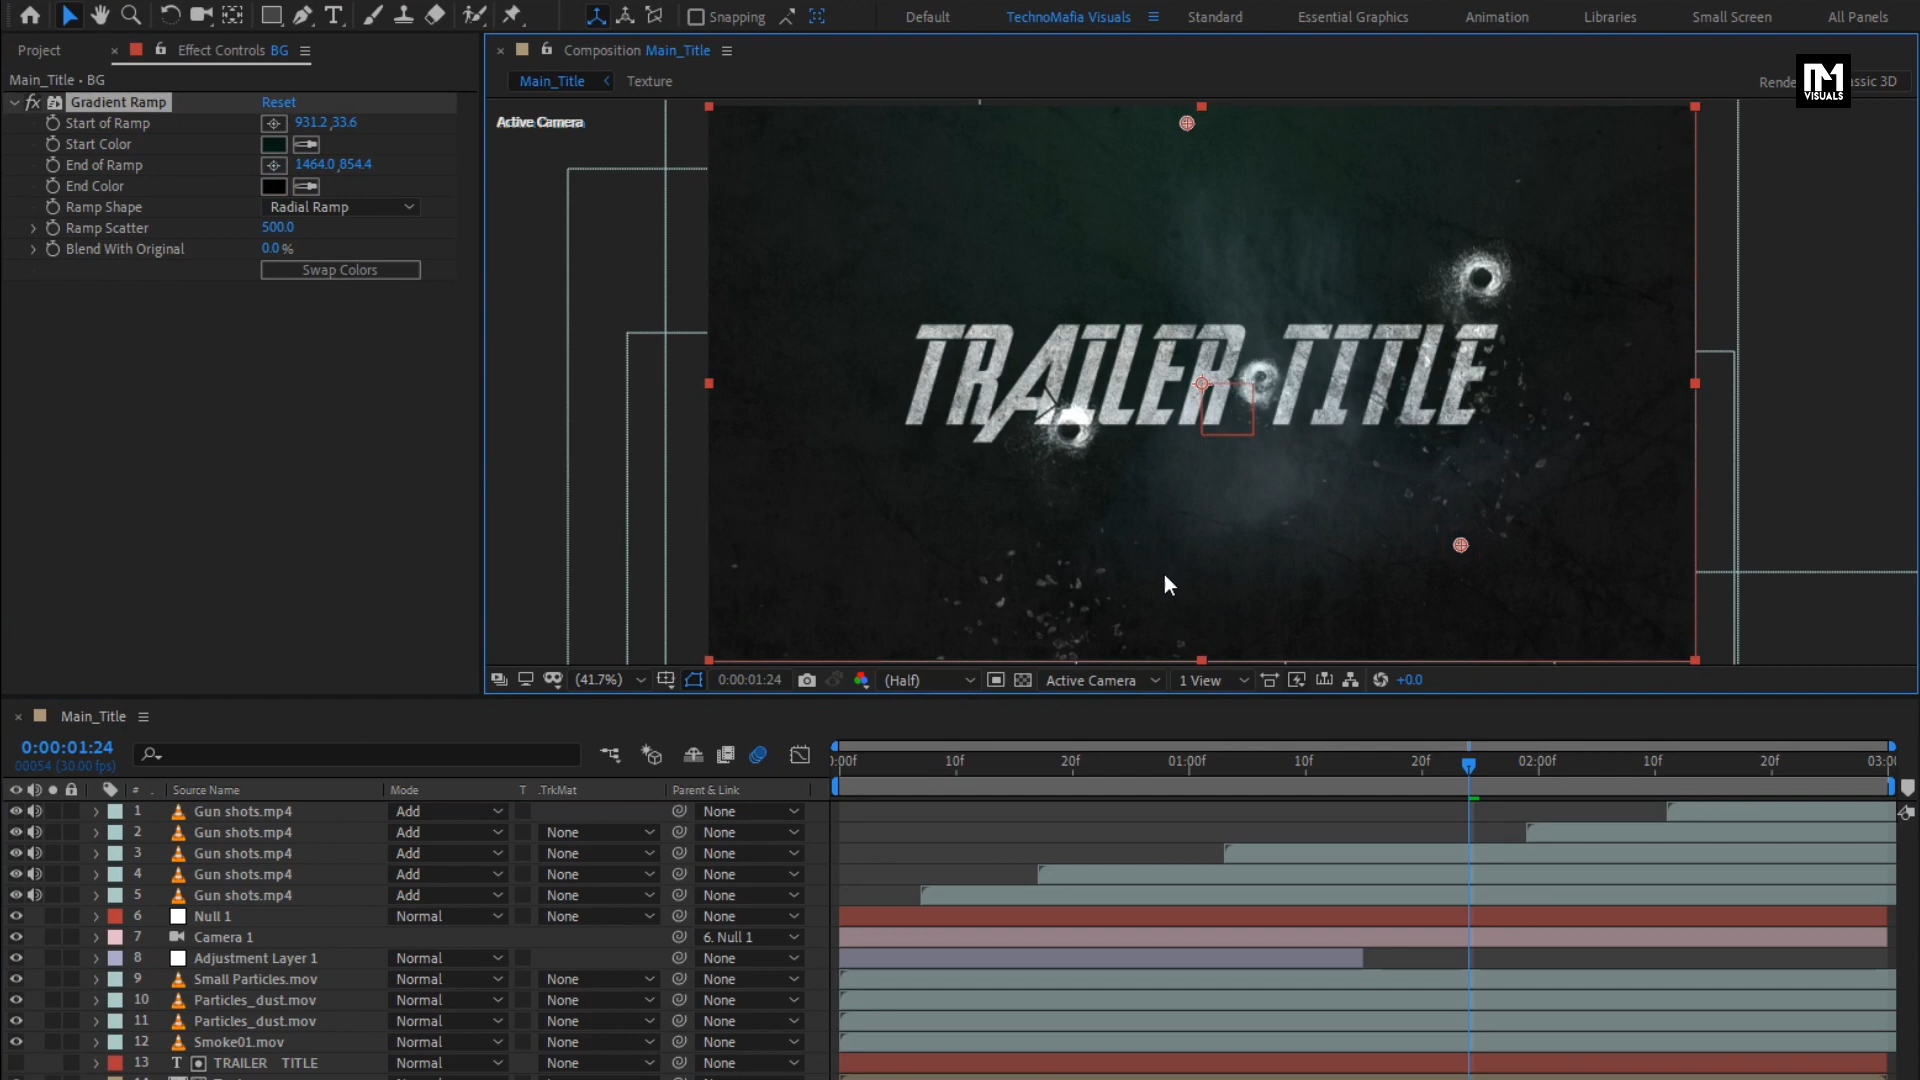 Snapping
Default
TechnoMafia Visuals
Standard
Essential Graphics
Animation
Libraries
Small Screen
All Panels
Project
Effect Controls BG
Composition Main_Title
Main_Title • BG
Main_Title
Texture
Rende
assic 3D
VISUALS
fx Gradient Ramp Reset
Start of Ramp 931.2,33.6
Start Color
End of Ramp 1464.0,854.4
End Color
Ramp Shape Radial Ramp
Ramp Scatter 500.0
Blend With Original 0.0 %
Swap Colors
Active Camera
TRAILER TITLE
(41.7%) 0:00:01:24 (Half) Active Camera 1 View +0.0
Main_Title
0:00:01:24
00054 (30.00 fps)
:00f 10f 20f 01:00f 10f 20f 02:00f 10f 20f 03:0
# Source Name Mode T .TrkMat Parent & Link
1 Gun shots.mp4 Add None
2 Gun shots.mp4 Add None None
3 Gun shots.mp4 Add None None
4 Gun shots.mp4 Add None None
5 Gun shots.mp4 Add None None
6 Null 1 Normal None None
7 Camera 1 6. Null 1
8 Adjustment Layer 1 Normal None
9 Small Particles.mov Normal None None
10 Particles_dust.mov Normal None None
11 Particles_dust.mov Normal None None
12 Smoke01.mov Normal None None
13 T TRAILER TITLE Normal None None